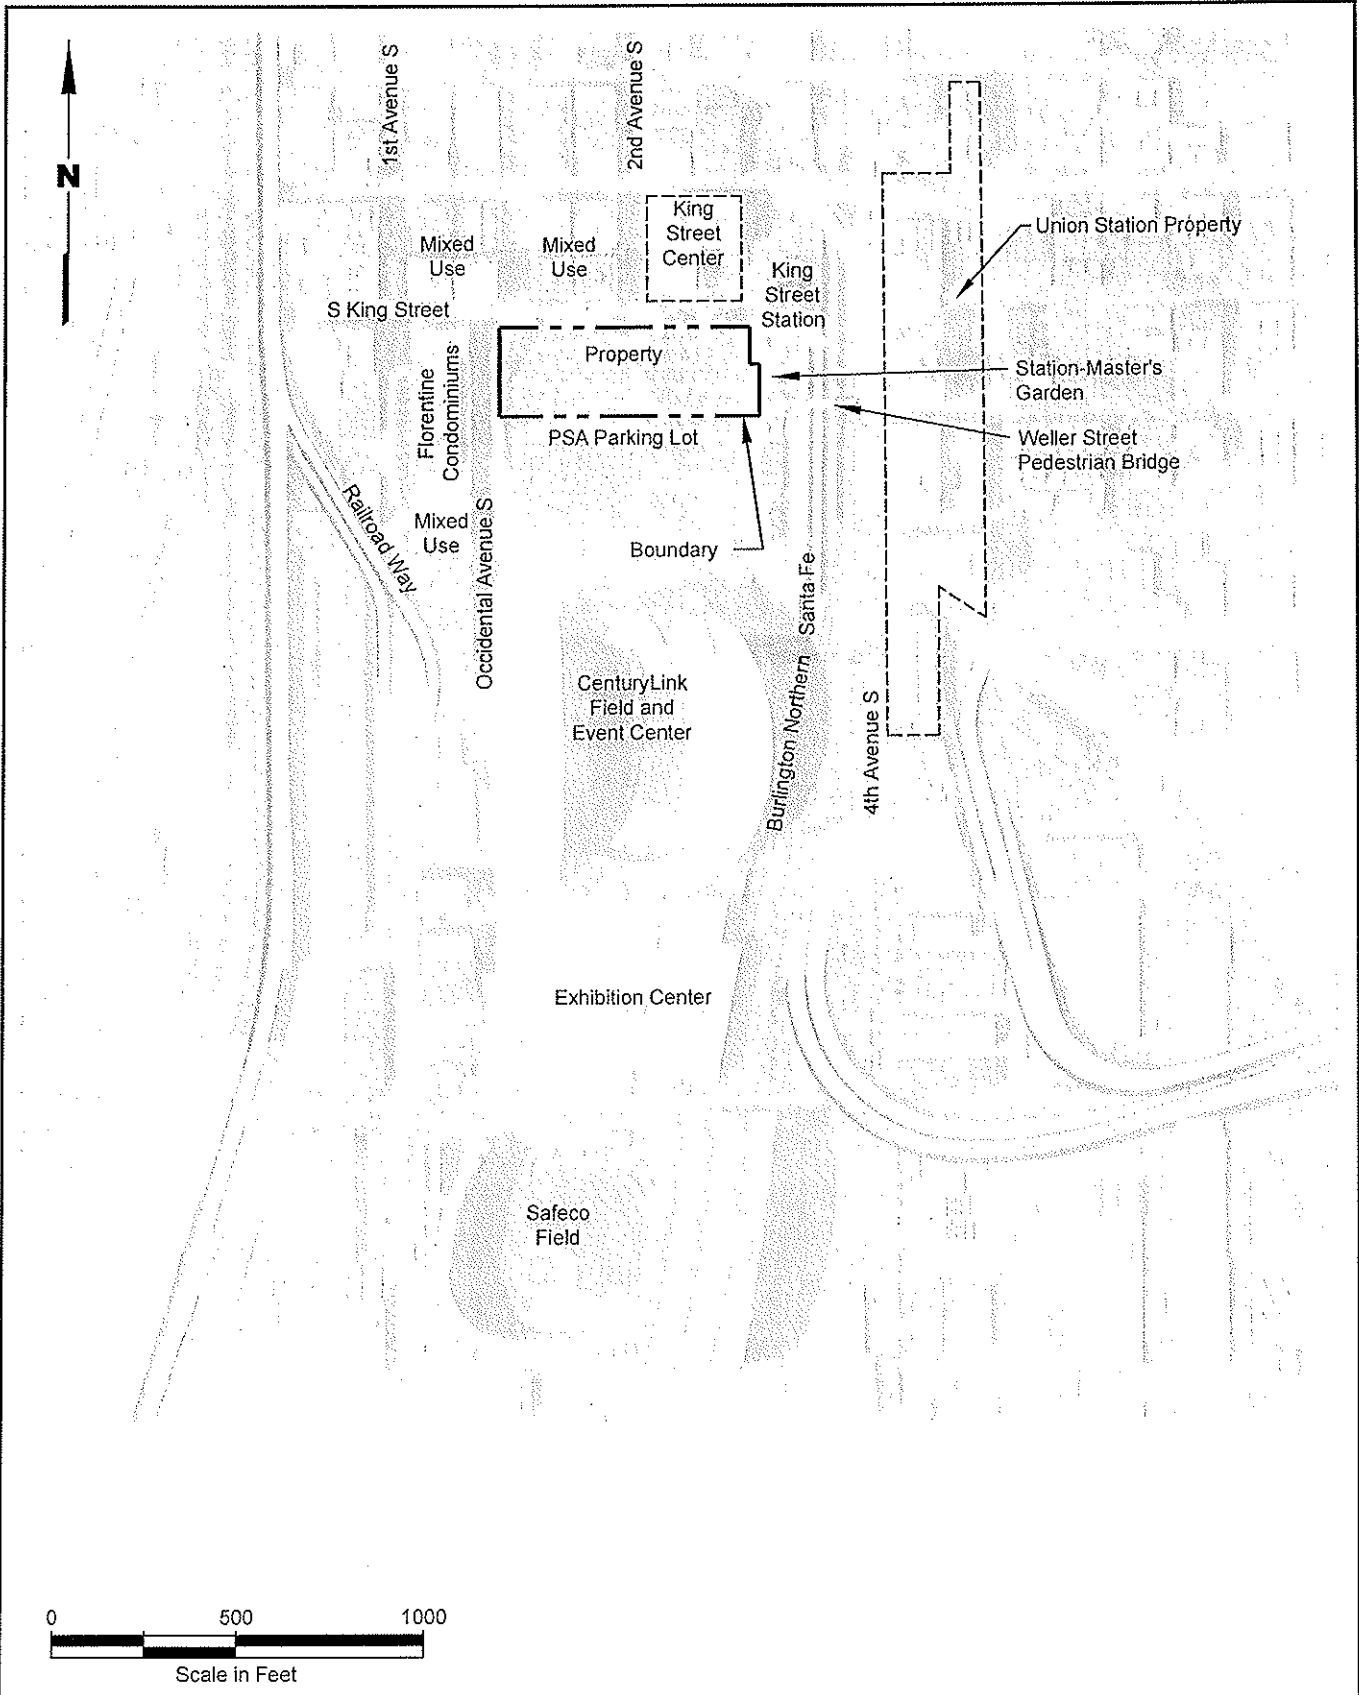 1st Avenue S
2nd Avenue S
N
King
Street
Center
Union Station Property
Mixed
Use
Mixed
Use
King
Street
Station
S King Street
Property
Station-Master's
Garden
Florentine
Condominiums
PSA Parking Lot
Weller Street
Pedestrian Bridge
Railroad Way
Mixed
Use
Occidental Avenue S
Boundary
Burlington Northern Santa Fe
CenturyLink
Field and
Event Center
4th Avenue S
Exhibition Center
Safeco
Field
0 500 1000
Scale in Feet